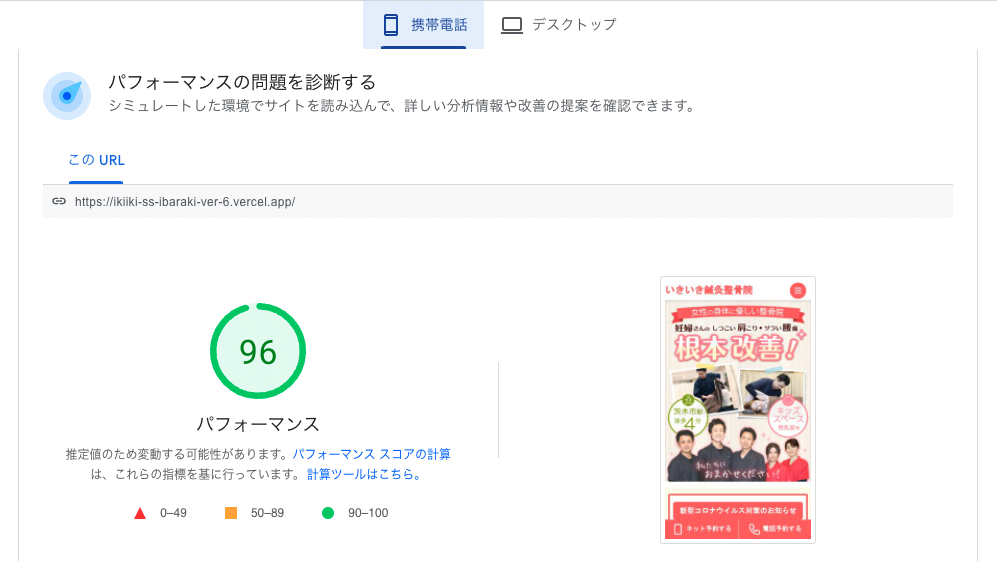 携帯電話
デスクトップ
パフォーマンスの問題を診断する
シミュレートした環境でサイトを読み込んで、詳しい分析情報や改善の提案を確認できます。
この URL
https://ikiiki-ss-ibaraki-ver-6.vercel.app/
96
パフォーマンス
推定値のため変動する可能性があります。パフォーマンス スコアの計算
は、これらの指標を基に行っています。 計算ツールはこちら。
0–49
50–89
90–100
いきいき鍼灸整骨院
女性の身体に優しい整骨院
妊婦さんの しつこい 肩こり・ツラい 腰痛
根本改善!
茨木市駅
徒歩4分
キッズ
スペース
私たちに
おまかせください!
新型コロナウイルス対策のお知らせ
ネット予約する
電話予約する